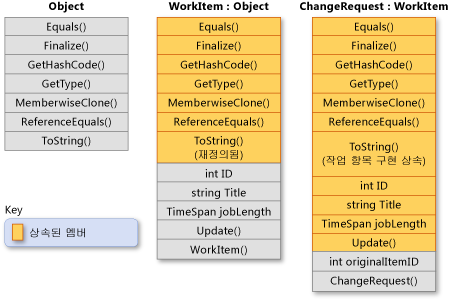 Object
Equals()
Finalize()
GetHashCode()
GetType()
MemberwiseClone()
ReferenceEquals()
ToString()
WorkItem : Object
Equals()
Finalize()
GetHashCode()
GetType()
MemberwiseClone()
ReferenceEquals()
ToString()
(재정의됨)
int ID
string Title
TimeSpan jobLength
Update()
WorkItem()
ChangeRequest : WorkItem
Equals()
Finalize()
GetHashCode()
GetType()
MemberwiseClone()
ReferenceEquals()
ToString()
(작업 항목 구현 상속)
int ID
string Title
TimeSpan jobLength
Update()
int originalItemID
ChangeRequest()
Key
상속된 멤버